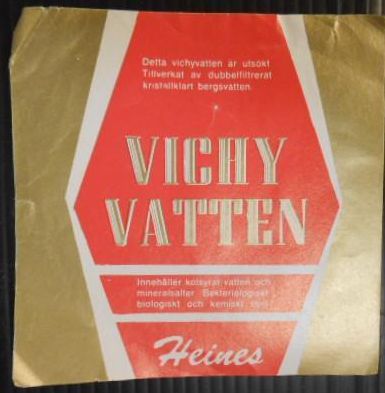 Detta vichyvatten är utsökt
Tillverkat av dubbelfiltrerat
kristallklart bergsvatten.
VICHY
VATTEN
Innehåller kolsyrat vatten och
mineralsalter Bakteriologiskt
biologiskt och kemiskt
Heines